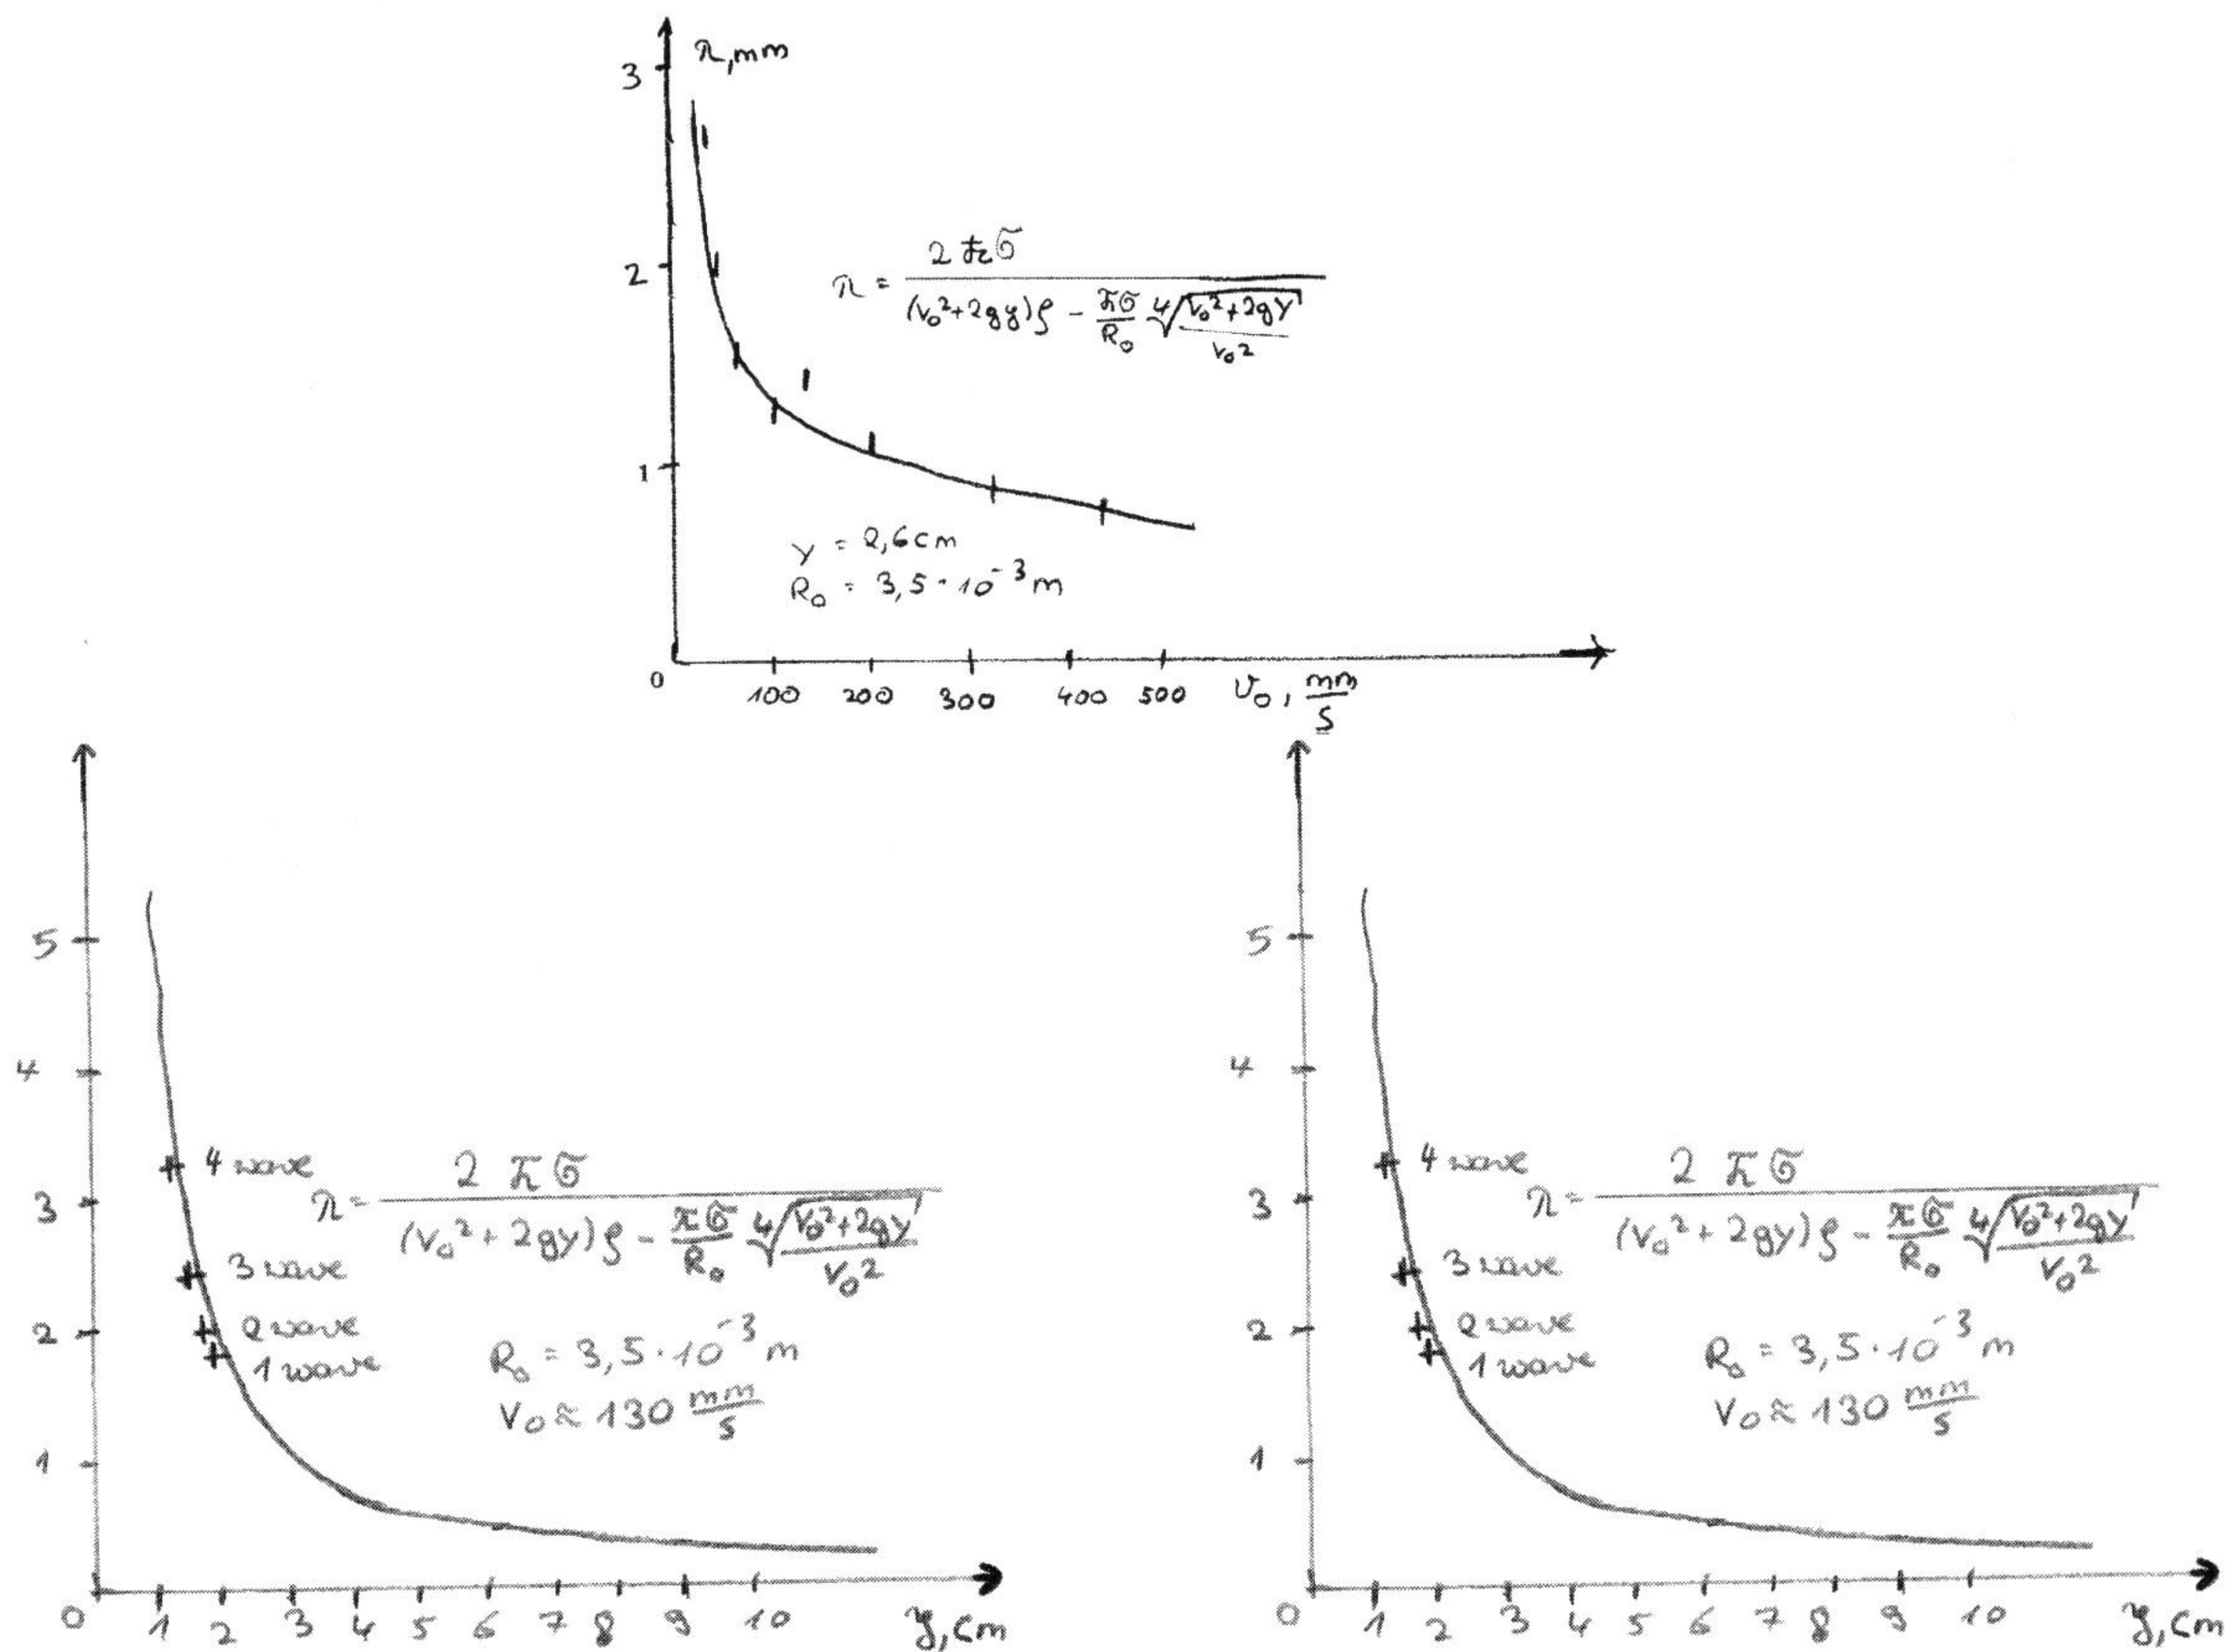 λ, mm
3
2
1
0
λ = 2πσ / ((v₀²+2gy)ρ - πσ/R₀ ∜((v₀²+2gy)/v₀²))
y = 2,6 cm
R₀ = 3,5 · 10⁻³ m
100 200 300 400 500 v₀, mm/s
5
4
3
2
1
0
4 wave
3 wave
2 wave
1 wave
λ = 2πσ / ((v₀²+2gy)ρ - πσ/R₀ ∜((v₀²+2gy)/v₀²))
R₀ = 3,5 · 10⁻³ m
v₀ ≈ 130 mm/s
1 2 3 4 5 6 7 8 9 10 y, cm
5
4
3
2
1
0
4 wave
3 wave
2 wave
1 wave
λ = 2πσ / ((v₀²+2gy)ρ - πσ/R₀ ∜((v₀²+2gy)/v₀²))
R₀ = 3,5 · 10⁻³ m
v₀ ≈ 130 mm/s
1 2 3 4 5 6 7 8 9 10 y, cm